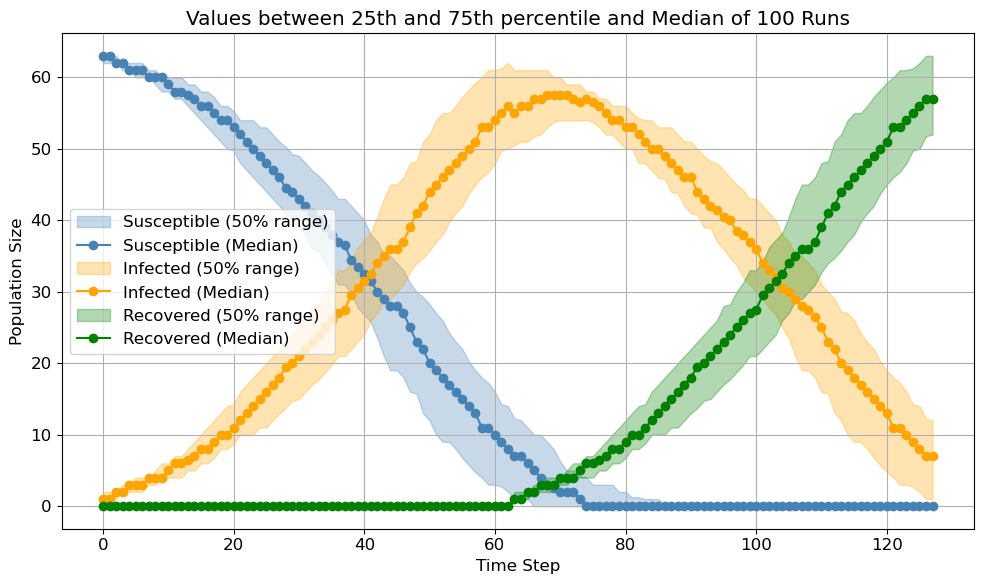 Values between 25th and 75th percentile and Median of 100 Runs
Population Size
60
50
40
30
20
10
0
Susceptible (50% range)
Susceptible (Median)
Infected (50% range)
Infected (Median)
Recovered (50% range)
Recovered (Median)
0 20 40 60 80 100 120
Time Step